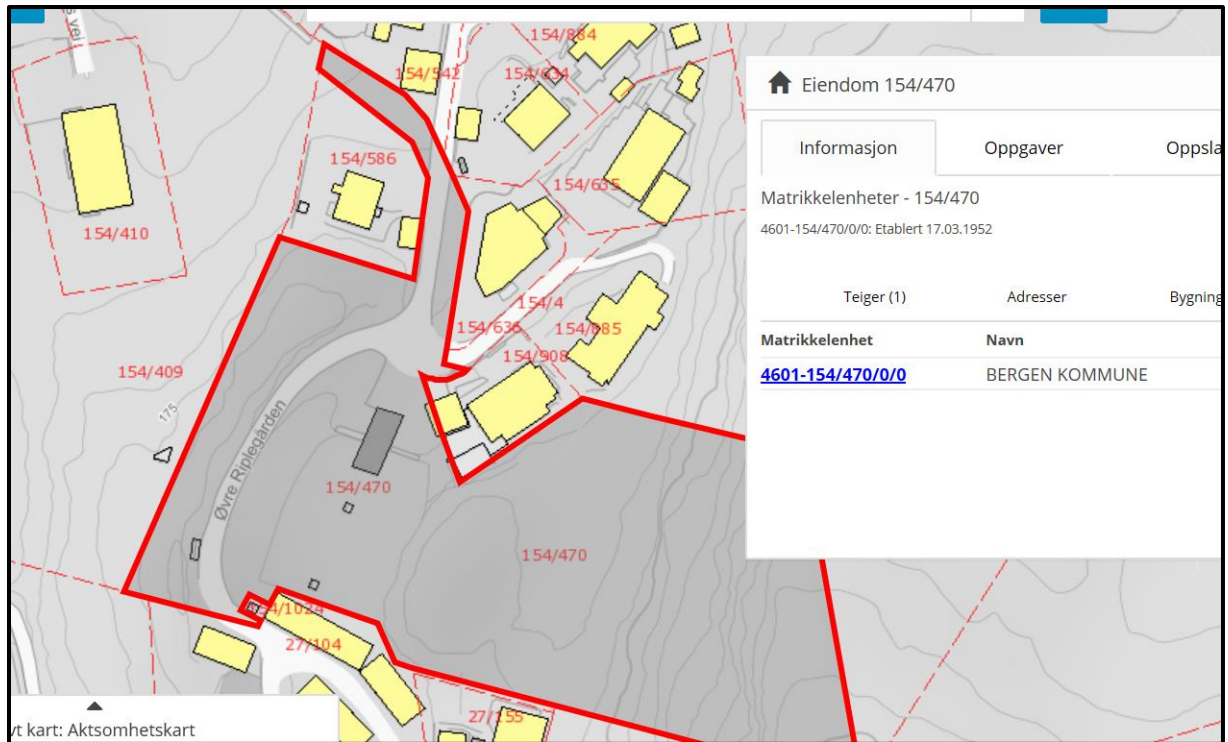 s vei
154/884
154/542
154/634
154/586
154/635
154/410
154/4
154/636
154/885
154/908
154/409
175
Øvre Riplegården
154/470
154/470
154/1024
27/104
27/155
vt kart: Aktsomhetskart
Eiendom 154/470
Informasjon
Oppgaver
Oppsla
Matrikkelenheter - 154/470
4601-154/470/0/0: Etablert 17.03.1952
Teiger (1)
Adresser
Bygning
Matrikkelenhet
Navn
4601-154/470/0/0
BERGEN KOMMUNE